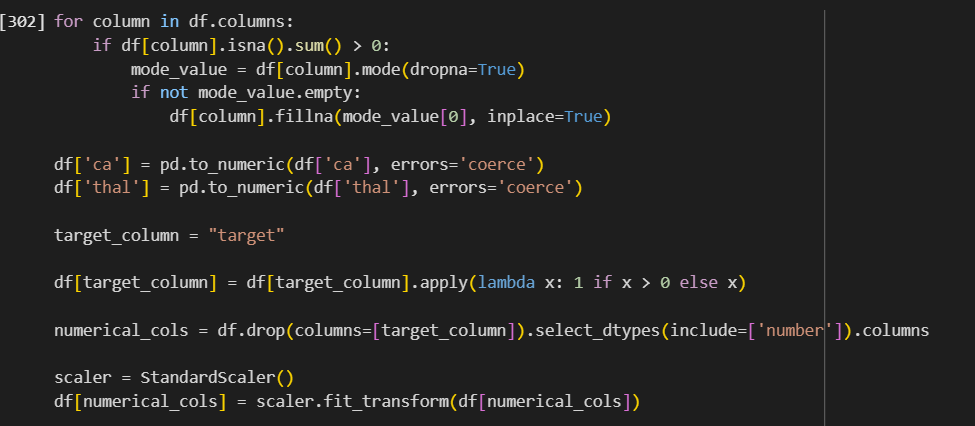 [302] for column in df.columns:
    if df[column].isna().sum() > 0:
        mode_value = df[column].mode(dropna=True)
        if not mode_value.empty:
            df[column].fillna(mode_value[0], inplace=True)
df['ca'] = pd.to_numeric(df['ca'], errors='coerce')
df['thal'] = pd.to_numeric(df['thal'], errors='coerce')
target_column = "target"
df[target_column] = df[target_column].apply(lambda x: 1 if x > 0 else x)
numerical_cols = df.drop(columns=[target_column]).select_dtypes(include=['number']).columns
scaler = StandardScaler()
df[numerical_cols] = scaler.fit_transform(df[numerical_cols])